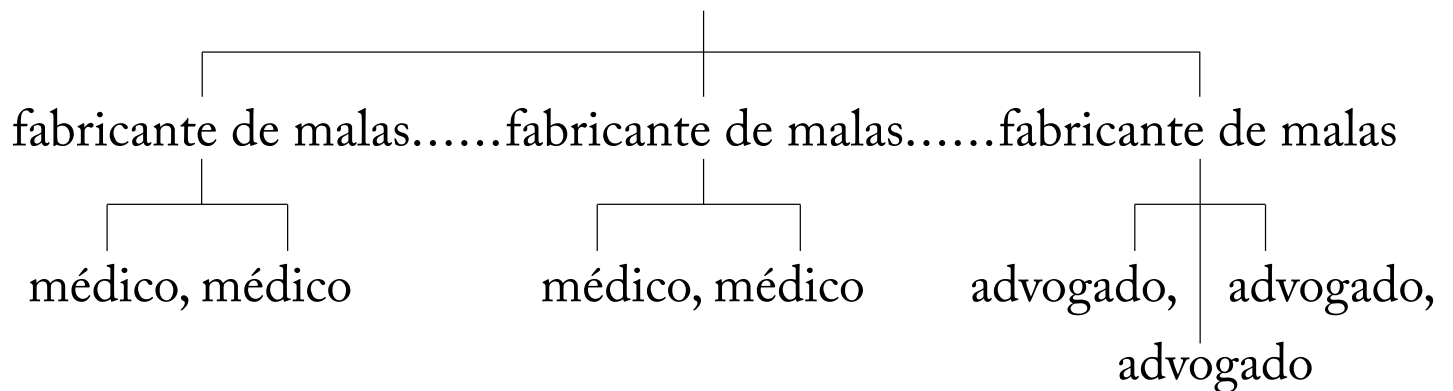 fabricante de malas......fabricante de malas......fabricante de malas
médico, médico médico, médico advogado, advogado,
advogado